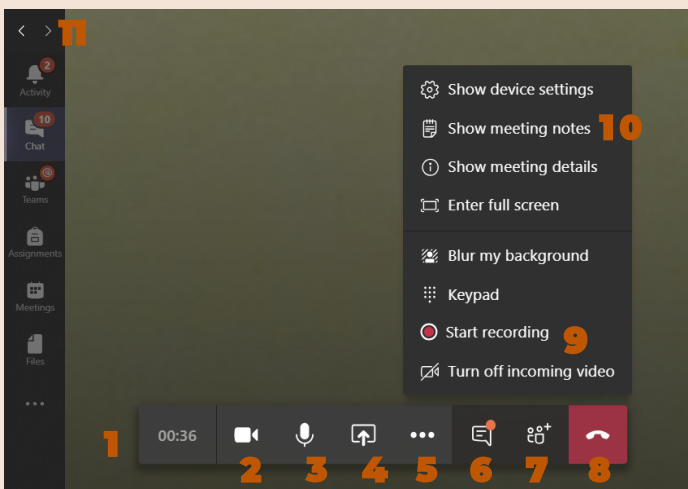 11
2
Activity
10
Chat
@
Teams
Assignments
Meetings
Files
Show device settings
Show meeting notes 10
Show meeting details
Enter full screen
Blur my background
Keypad
Start recording 9
Turn off incoming video
1 00:36
2 3 4 5 6 7 8